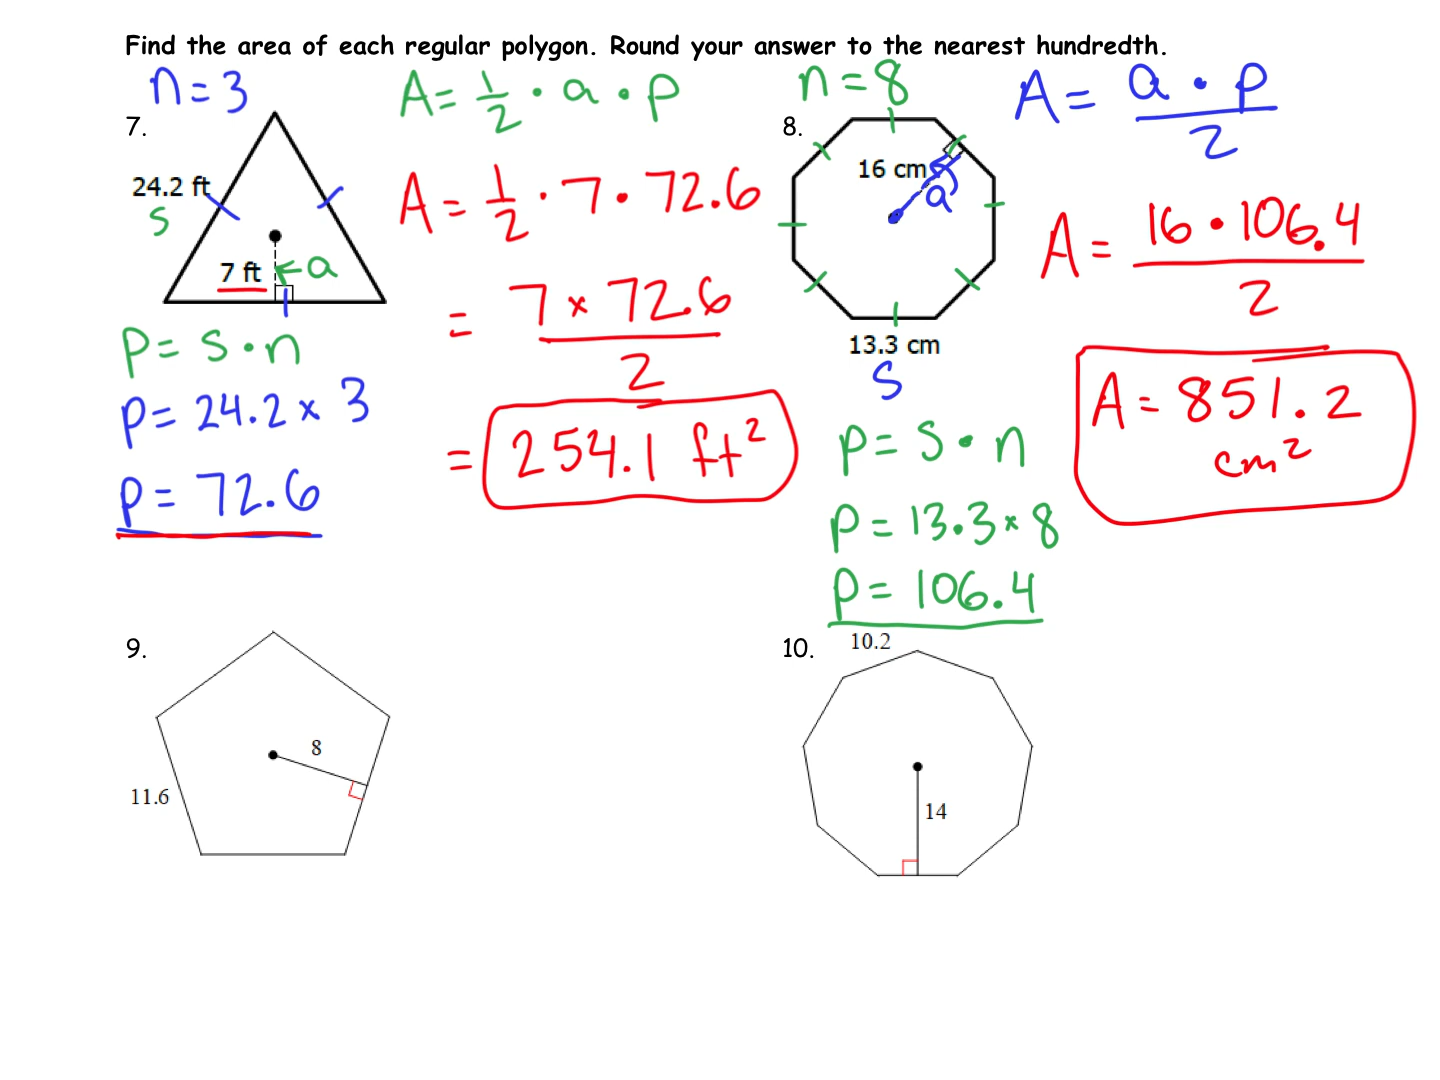 Find the area of each regular polygon. Round your answer to the nearest hundredth.
n = 3
7.
24.2 ft
s
7 ft
a
p = s · n
p = 24.2 x 3
p = 72.6
A = 1/2 · a · p
A = 1/2 · 7 · 72.6
= 7 x 72.6 / 2
= 254.1 ft²
n = 8
8.
16 cm
a
13.3 cm
s
p = s · n
p = 13.3 x 8
p = 106.4
A = a · p / 2
A = 16 · 106.4 / 2
A = 851.2
cm²
9.
8
11.6
10.
10.2
14